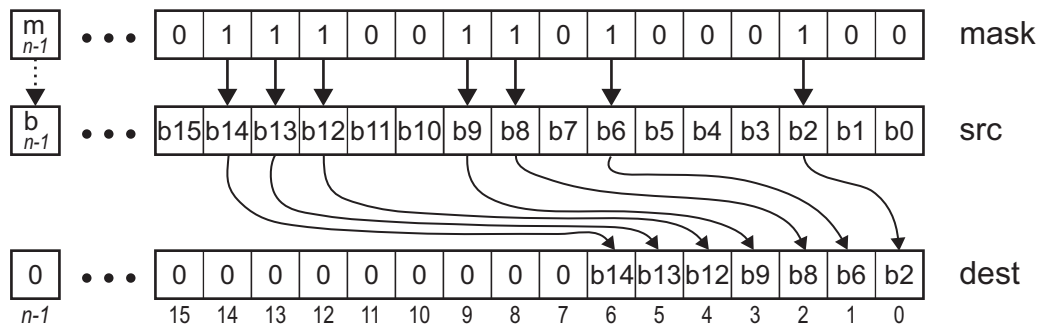 m n-1 • • • 0 1 1 1 0 0 1 1 0 1 0 0 0 1 0 0 mask
b n-1 • • • b15 b14 b13 b12 b11 b10 b9 b8 b7 b6 b5 b4 b3 b2 b1 b0 src
0 • • • 0 0 0 0 0 0 0 0 0 b14 b13 b12 b9 b8 b6 b2 dest
n-1 15 14 13 12 11 10 9 8 7 6 5 4 3 2 1 0